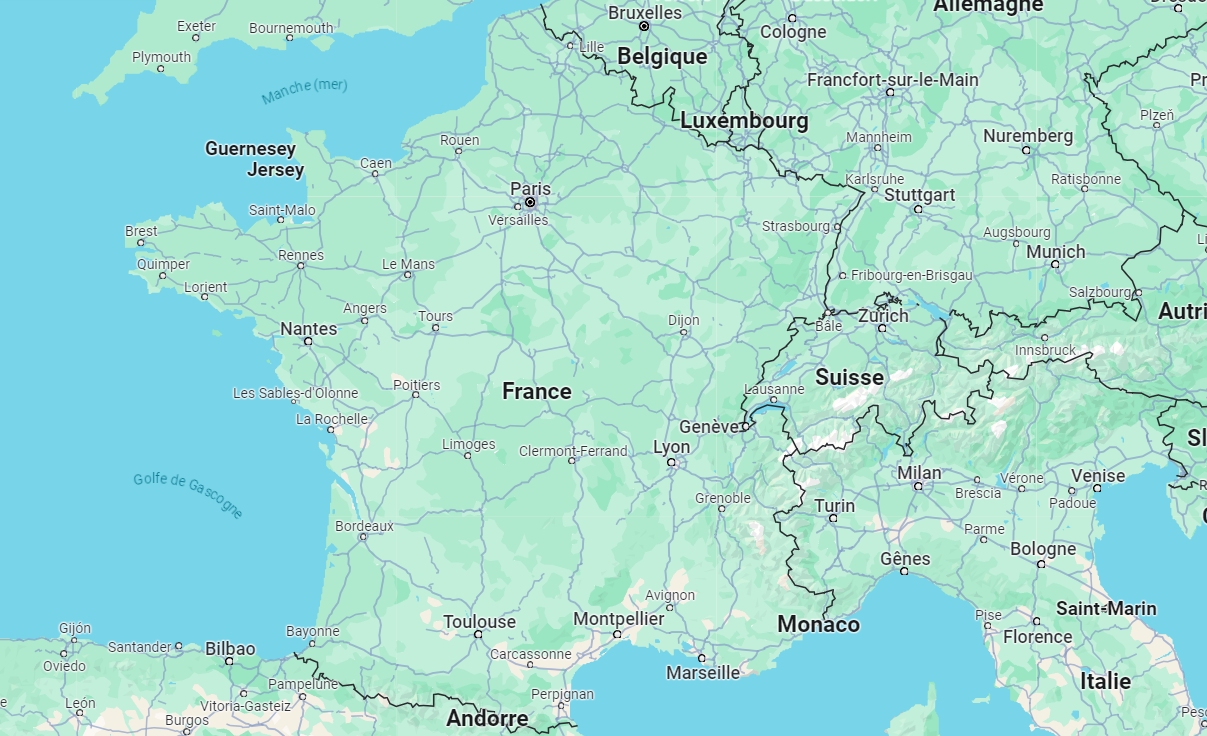 Bruxelles
Allemagne
Exeter
Bournemouth
Cologne
Lille
Belgique
Plymouth
Francfort-sur-le-Main
Manche (mer)
Luxembourg
Plzeň
Mannheim
Nuremberg
Rouen
Guernesey
Jersey
Caen
Karlsruhe
Ratisbonne
Paris
Stuttgart
Saint-Malo
Versailles
Strasbourg
Brest
Augsbourg
Rennes
Munich
Quimper
Le Mans
Fribourg-en-Brisgau
Lorient
Salzbourg
Angers
Tours
Dijon
Zurich
Autri
Nantes
Bâle
Innsbruck
Suisse
Poitiers
Lausanne
Les Sables-d'Olonne
France
La Rochelle
Genève
Sl
Limoges
Clermont-Ferrand
Lyon
Golfe de Gascogne
Milan
Vérone
Venise
Brescia
Padoue
Grenoble
Turin
Bordeaux
Parme
Bologne
Gênes
Avignon
Saint-Marin
Toulouse
Montpellier
Monaco
Pise
Gijón
Bayonne
Florence
Santander
Bilbao
Carcassonne
Oviedo
Marseille
Pampelune
Italie
Perpignan
León
Vitoria-Gasteiz
Burgos
Andorre